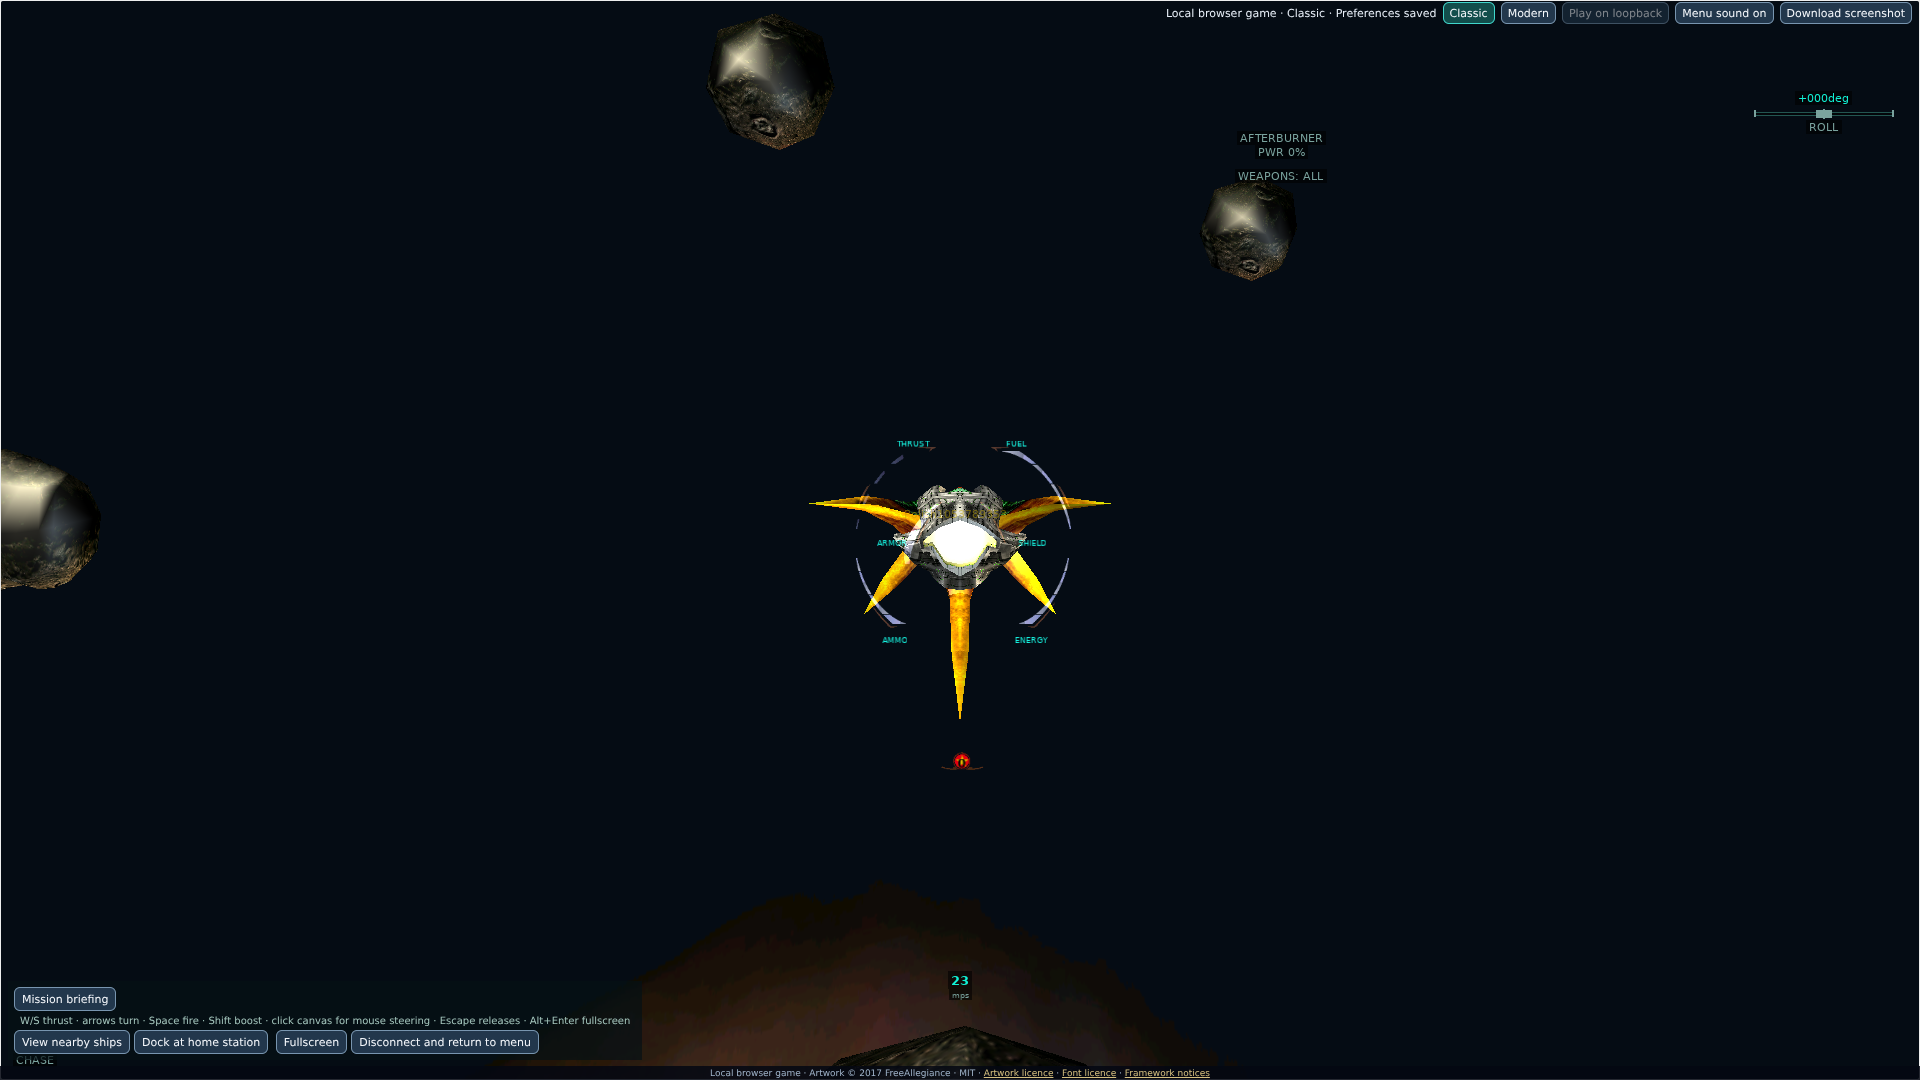 Local browser game · Classic · Preferences saved Classic Modern Play on loopback Menu sound on Download screenshot
+000deg
ROLL
AFTERBURNER
PWR 0%
WEAPONS: ALL
THRUST FUEL
SHIELD
AMMO ENERGY
23
mps
Mission briefing
W/S thrust · arrows turn · Space fire · Shift boost · click canvas for mouse steering · Escape releases · Alt+Enter fullscreen
View nearby ships Dock at home station Fullscreen Disconnect and return to menu
CHASE
Local browser game · Artwork © 2017 FreeAllegiance · MIT · Artwork licence · Font licence · Framework notices